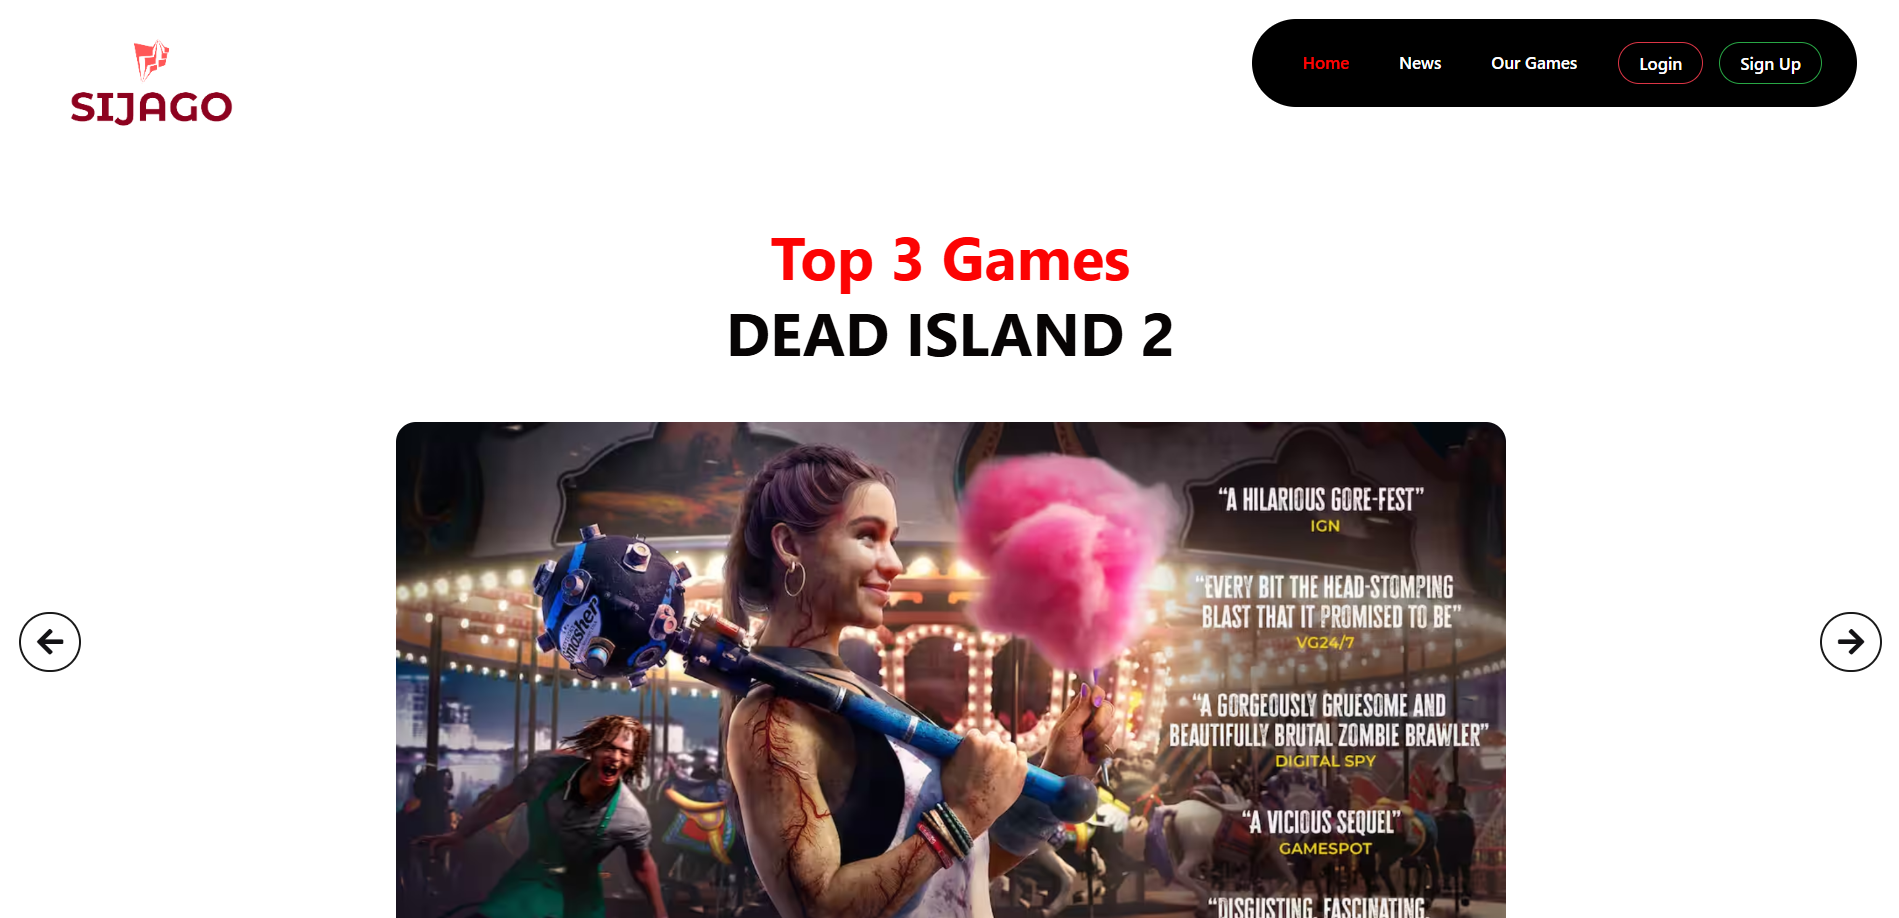 SIJAGO
Home
News
Our Games
Login
Sign Up
Top 3 Games
DEAD ISLAND 2
“A HILARIOUS GORE-FEST”
IGN
“EVERY BIT THE HEAD-STOMPING
BLAST THAT IT PROMISED TO BE”
VG24/7
“A GORGEOUSLY GRUESOME AND
BEAUTIFULLY BRUTAL ZOMBIE BRAWLER”
DIGITAL SPY
“A VICIOUS SEQUEL”
GAMESPOT
“DISGUSTING, FASCINATING,
smasher